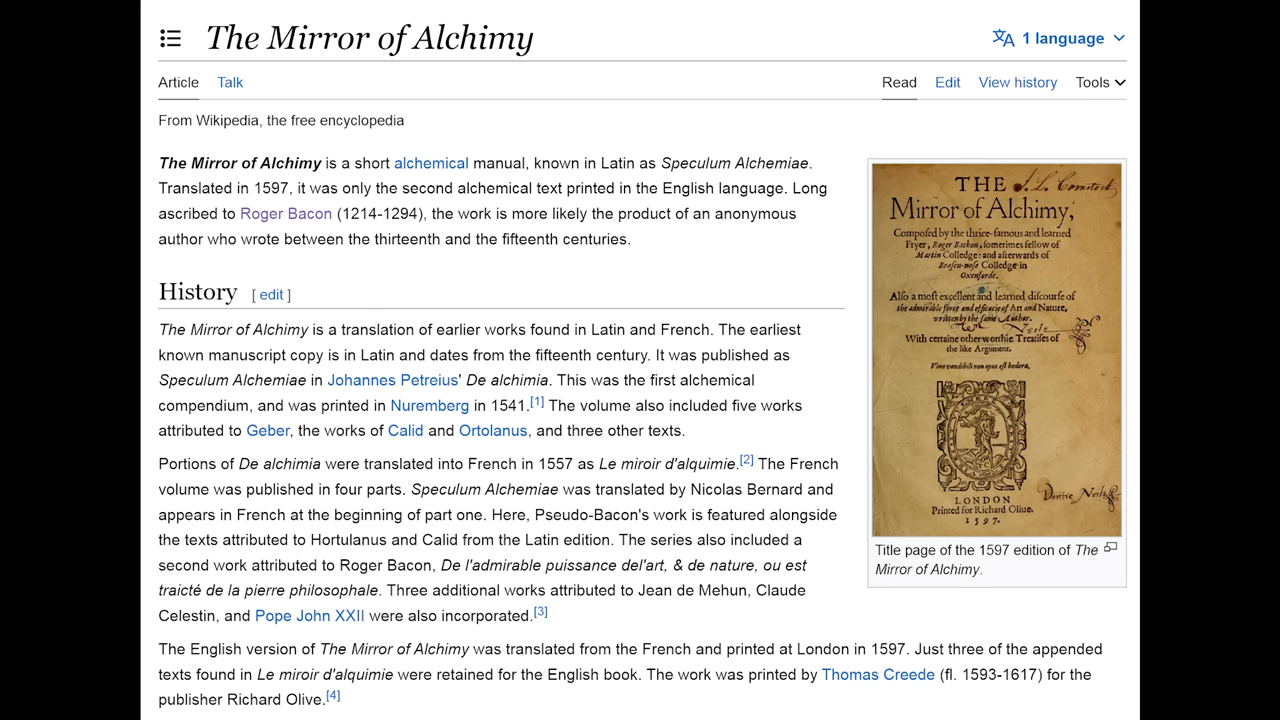 The Mirror of Alchimy
1 language
Article Talk Read Edit View history Tools
From Wikipedia, the free encyclopedia
The Mirror of Alchimy is a short alchemical manual, known in Latin as Speculum Alchemiae.
Translated in 1597, it was only the second alchemical text printed in the English language. Long
ascribed to Roger Bacon (1214-1294), the work is more likely the product of an anonymous
author who wrote between the thirteenth and the fifteenth centuries.
History [ edit ]
The Mirror of Alchimy is a translation of earlier works found in Latin and French. The earliest
known manuscript copy is in Latin and dates from the fifteenth century. It was published as
Speculum Alchemiae in Johannes Petreius' De alchimia. This was the first alchemical
compendium, and was printed in Nuremberg in 1541.[1] The volume also included five works
attributed to Geber, the works of Calid and Ortolanus, and three other texts.
Portions of De alchimia were translated into French in 1557 as Le miroir d'alquimie.[2] The French
volume was published in four parts. Speculum Alchemiae was translated by Nicolas Bernard and
appears in French at the beginning of part one. Here, Pseudo-Bacon's work is featured alongside
the texts attributed to Hortulanus and Calid from the Latin edition. The series also included a
second work attributed to Roger Bacon, De l'admirable puissance del'art, & de nature, ou est
traicté de la pierre philosophale. Three additional works attributed to Jean de Mehun, Claude
Celestin, and Pope John XXII were also incorporated.[3]
The English version of The Mirror of Alchimy was translated from the French and printed at London in 1597. Just three of the appended
texts found in Le miroir d'alquimie were retained for the English book. The work was printed by Thomas Creede (fl. 1593-1617) for the
publisher Richard Olive.[4]
THE J. L. Comstock
Mirror of Alchimy,
Composed by the thrice-famous and learned
Fryer, Roger Bachon, sometimes fellow of
Martin Colledge: and afterwards of
Brasen-nose Colledge in
Oxenforde.
Also a most excellent and learned discourse of
the admirable force and efficacie of Art and Nature,
written by the same Author.
With certaine other worthie Treatises of
the like Argument.
Vino vendibili non opus est hedera.
LONDON
Printed for Richard Oliue.
1597.
Title page of the 1597 edition of The
Mirror of Alchimy.